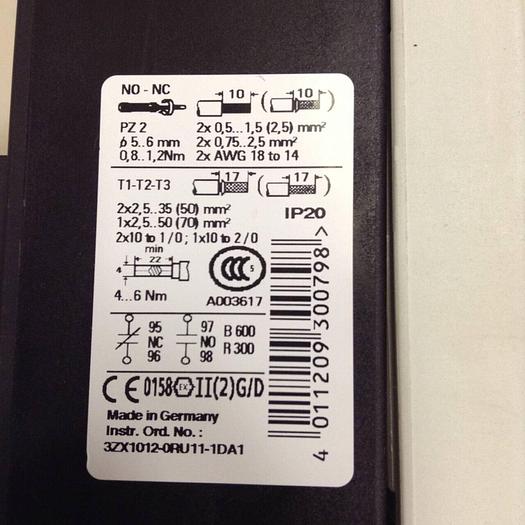 NO - NC
10 ( 10 )
PZ 2 2x 0,5...1,5 (2,5) mm²
ϕ 5..6 mm 2x 0,75...2,5 mm²
0,8..1,2Nm 2x AWG 18 to 14
T1-T2-T3 17 ( 17 )
2x2,5...35 (50) mm² IP20
1x2,5...50 (70) mm²
2x10 to 1/0 ; 1x10 to 2/0
min
22
4
CCC S
4...6 Nm A003617
95 97 B 600
NC NO R 300
96 98
CE 0158 Ex II(2)G/D
Made in Germany
Instr. Ord. No. :
3ZX1012-0RU11-1DA1
4 011209 300798 >